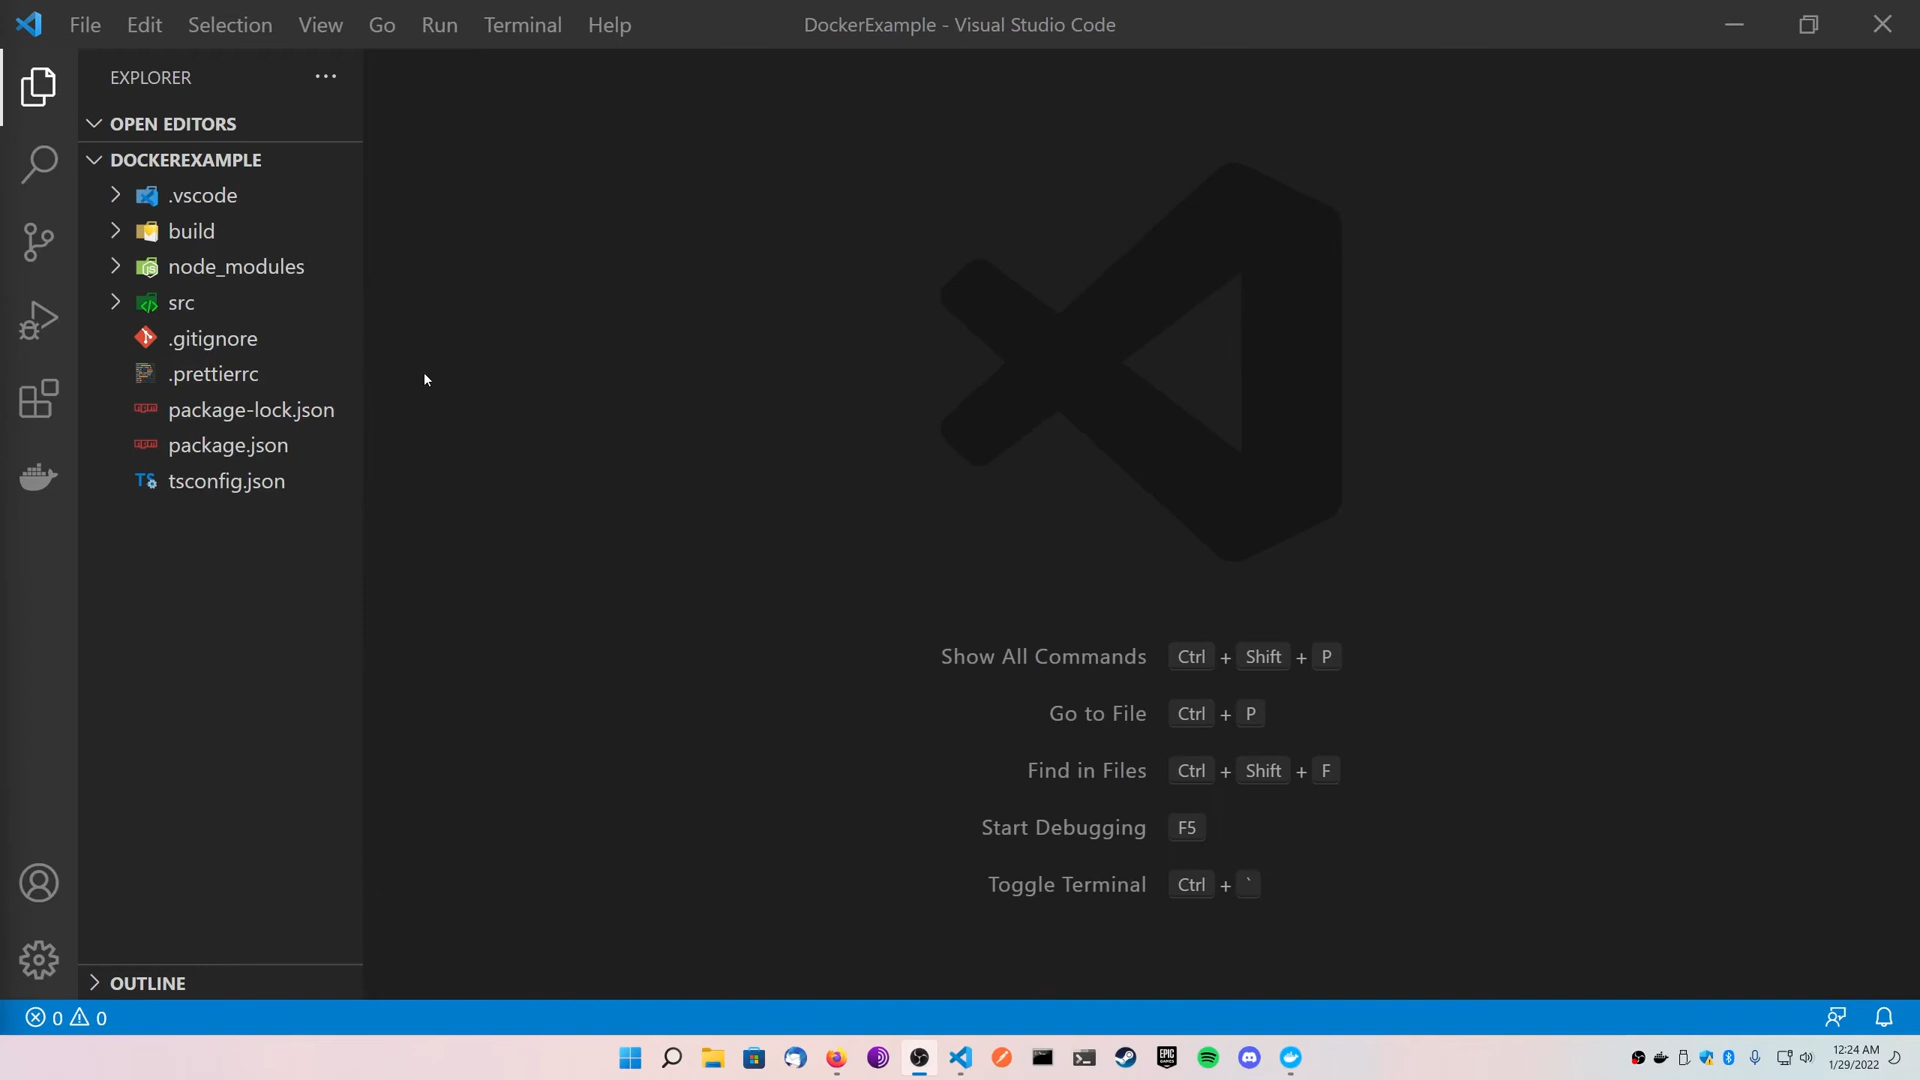 File Edit Selection View Go Run Terminal Help
DockerExample - Visual Studio Code
EXPLORER
OPEN EDITORS
DOCKEREXAMPLE
.vscode
build
node_modules
src
.gitignore
.prettierrc
package-lock.json
package.json
TS tsconfig.json
Show All Commands Ctrl + Shift + P
Go to File Ctrl + P
Find in Files Ctrl + Shift + F
Start Debugging F5
Toggle Terminal Ctrl + `
OUTLINE
0 0
EPIC GAMES
12:24 AM
1/29/2022